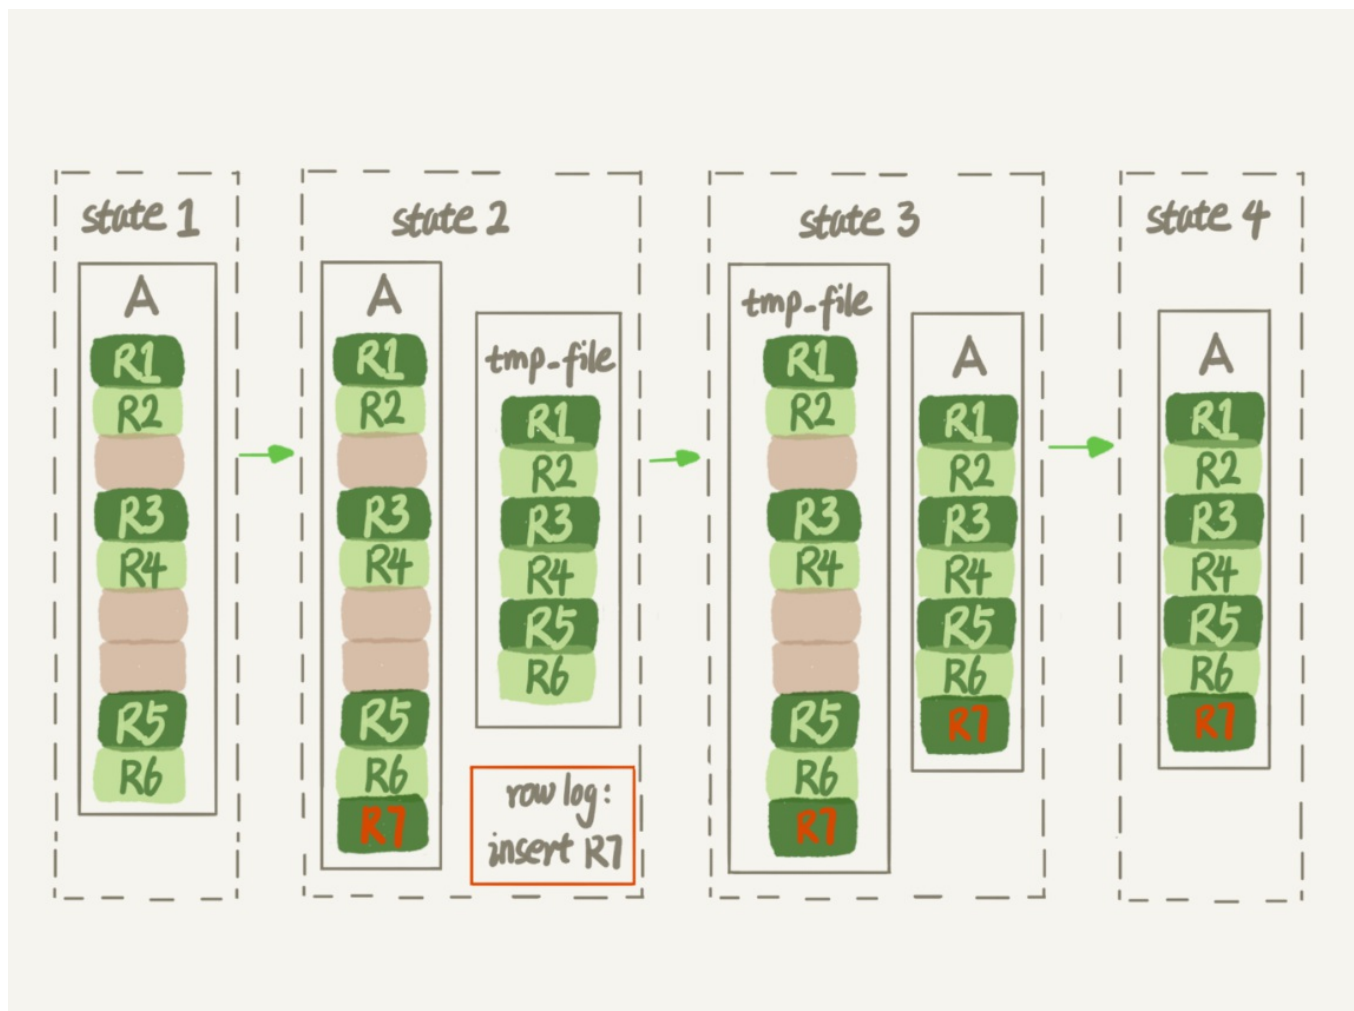 state 1
A
R1
R2
R3
R4
R5
R6
state 2
A
R1
R2
R3
R4
R5
R6
R7
tmp-file
R1
R2
R3
R4
R5
R6
row log:
insert R7
state 3
tmp-file
R1
R2
R3
R4
R5
R6
R7
A
R1
R2
R3
R4
R5
R6
R7
state 4
A
R1
R2
R3
R4
R5
R6
R7